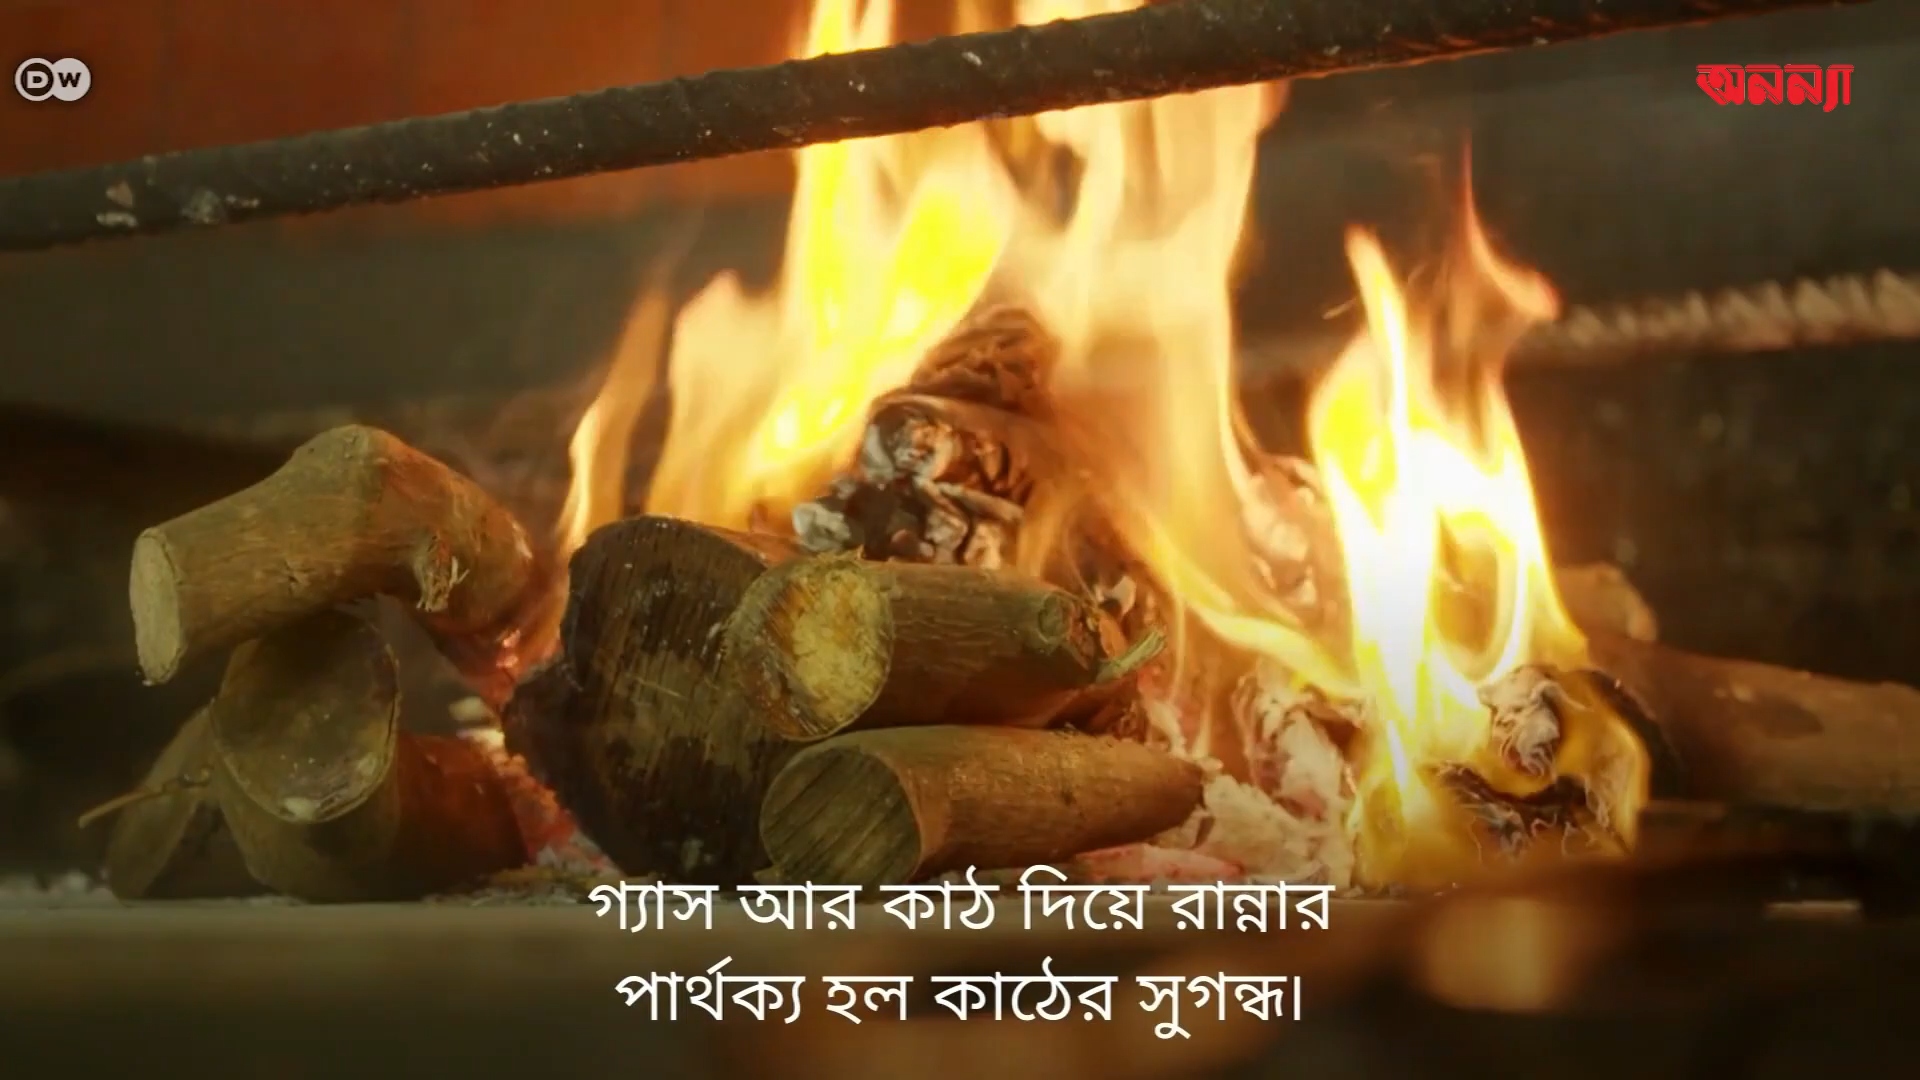 DW
অনন্যা
গ্যাস আর কাঠ দিয়ে রান্নার
পার্থক্য হল কাঠের সুগন্ধ।